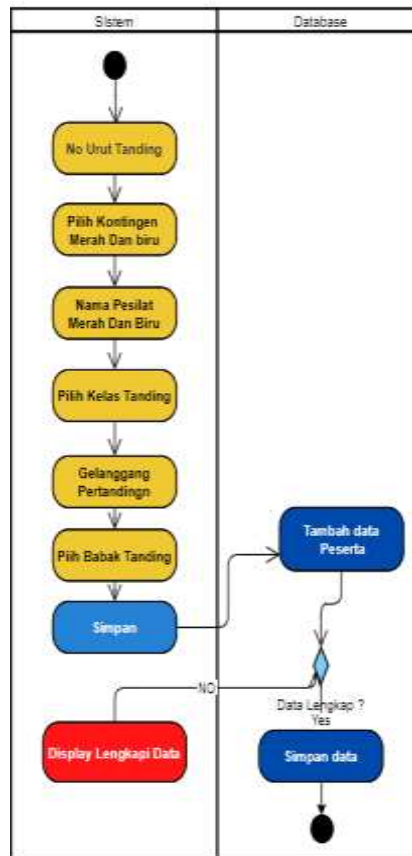 Sistem
Database
No Urut Tanding
Pilih Kontingen
Merah Dan biru
Nama Pesilat
Merah Dan Biru
Pilih Kelas Tanding
Gelanggang
Pertandingn
Piih Babak Tanding
Tambah data
Peserta
Simpan
NO
Data Lengkap ?
Yes
Display Lengkapi Data
Simpan data